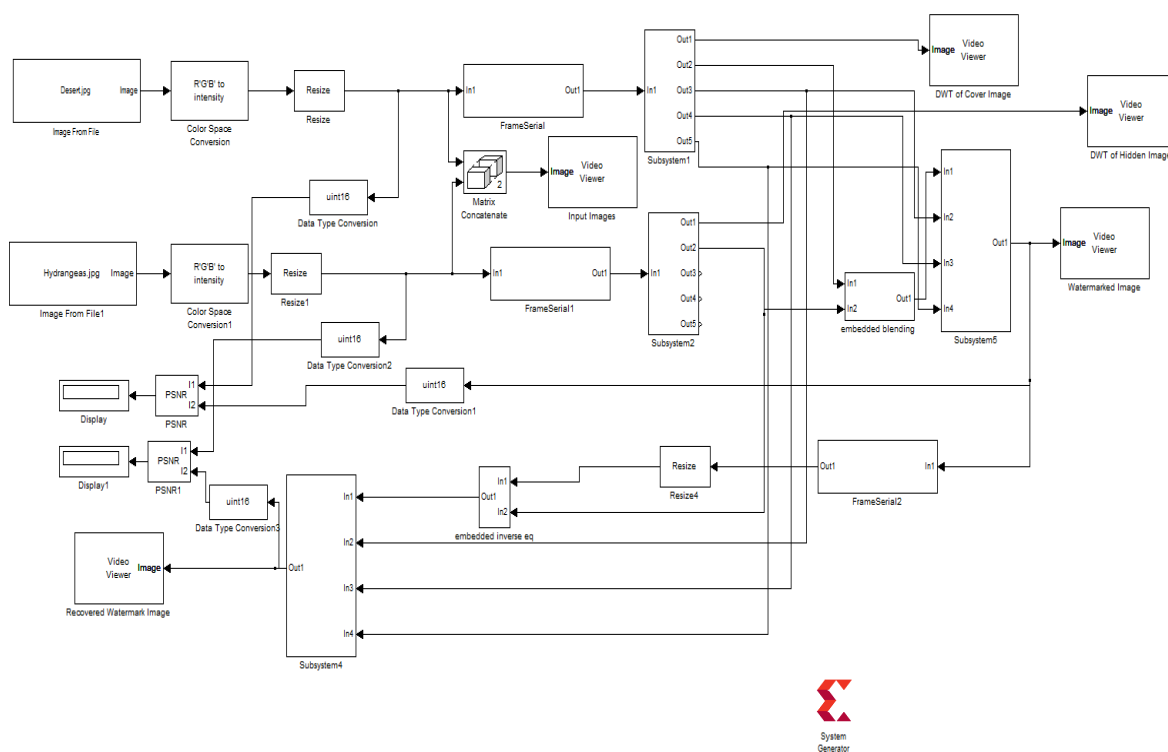 Desert.jpg
Image
Image From File
R'G'B' to
intensity
Color Space
Conversion
Resize
Resize
In1
Out1
FrameSerial
In1
Out1
Out2
Out3
Out4
Out5
Subsystem1
Image
Video
Viewer
DWT of Cover Image
Image
Video
Viewer
DWT of Hidden Image
2
Matrix
Concatenate
Image
Video
Viewer
Input Images
uint16
Data Type Conversion
Hydrangeas.jpg
Image
Image From File1
R'G'B' to
intensity
Color Space
Conversion1
Resize
Resize1
In1
Out1
FrameSerial1
In1
Out1
Out2
Out3
Out4
Out5
Subsystem2
In1
In2
Out1
embedded blending
In1
In2
In3
In4
Out1
Subsystem5
Image
Video
Viewer
Watermarked Image
uint16
Data Type Conversion2
uint16
Data Type Conversion1
Display
PSNR
I1
I2
PSNR
Display1
PSNR
I1
I2
PSNR1
uint16
Data Type Conversion3
Video
Viewer
Image
Recovered Watermark Image
Out1
In1
In2
In3
In4
Subsystem4
Out1
In1
In2
embedded inverse eq
Resize
Resize4
Out1
In1
FrameSerial2
System
Generator